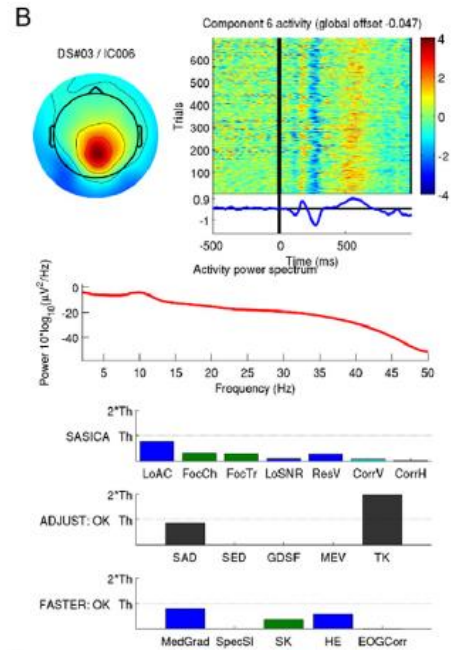 B
DS#03 / IC006
Component 6 activity (global offset -0.047)
Trials
600
500
400
300
200
100
4
2
0
-2
-4
0.9
-1
-500 0 500
Time (ms)
Activity power spectrum
Power 10*log10(µV²/Hz)
0
-20
-40
5 10 15 20 25 30 35 40 45 50
Frequency (Hz)
2*Th
SASICA Th
LoAC FocCh FocTr LoSNR ResV CorrV CorrH
2*Th
ADJUST: OK Th
SAD SED GDSF MEV TK
2*Th
FASTER: OK Th
MedGrad SpecSl SK HE EOGCorr